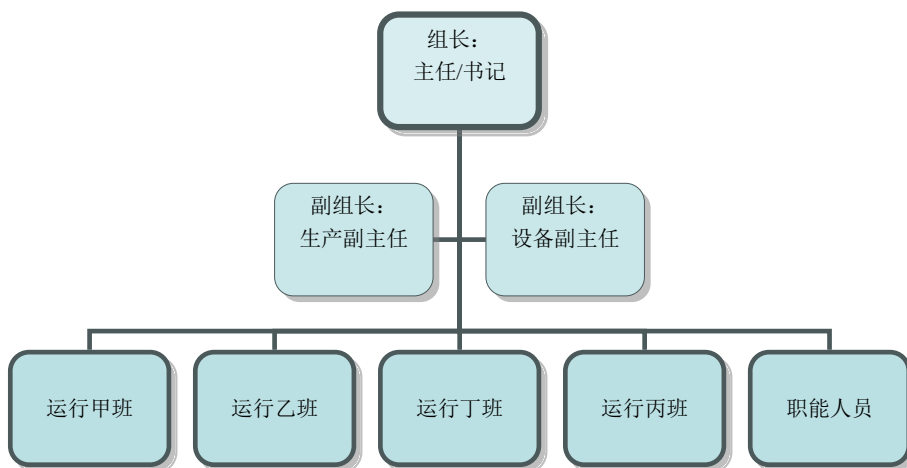 组长：
主任/书记
副组长：
生产副主任
副组长：
设备副主任
运行甲班
运行乙班
运行丁班
运行丙班
职能人员